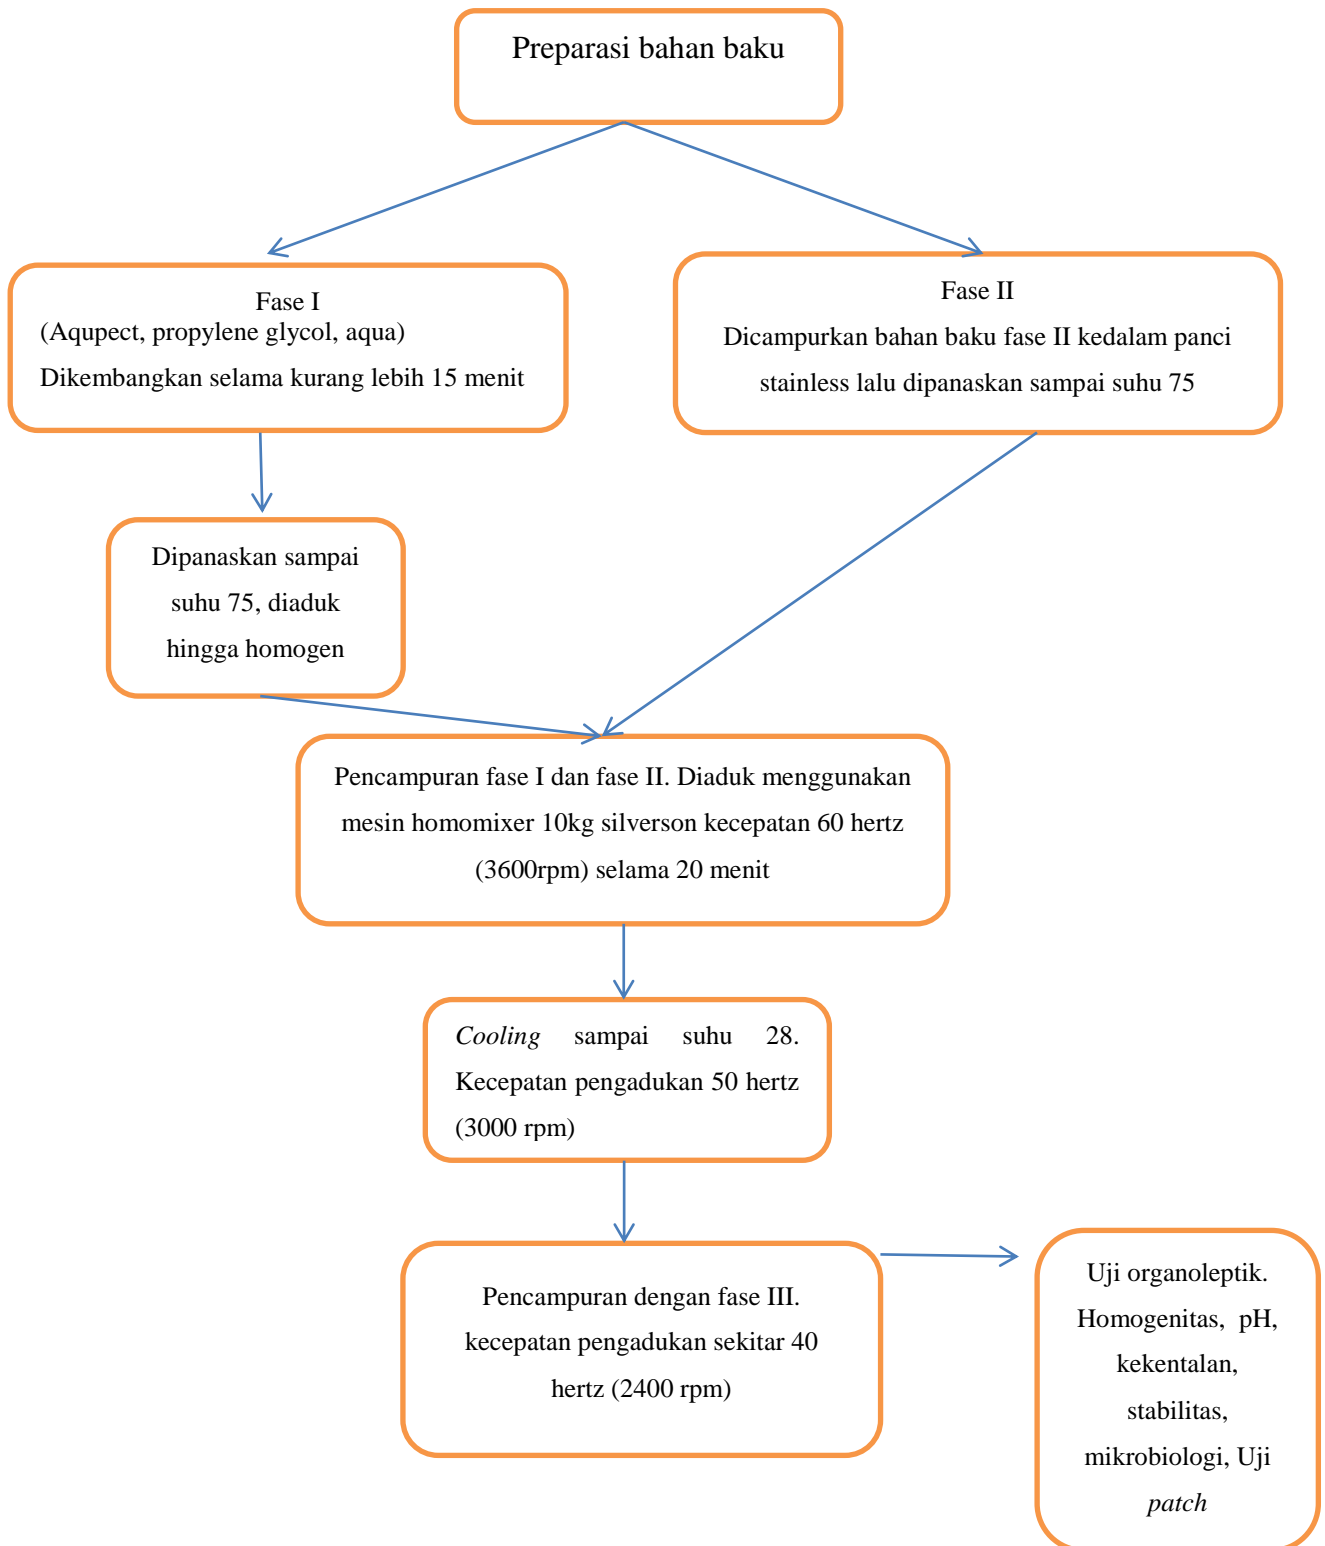 Preparasi bahan baku
Fase I
(Aqupect, propylene glycol, aqua)
Dikembangkan selama kurang lebih 15 menit
Fase II
Dicampurkan bahan baku fase II kedalam panci
stainless lalu dipanaskan sampai suhu 75
Dipanaskan sampai
suhu 75, diaduk
hingga homogen
Pencampuran fase I dan fase II. Diaduk menggunakan
mesin homomixer 10kg silverson kecepatan 60 hertz
(3600rpm) selama 20 menit
Cooling sampai suhu 28.
Kecepatan pengadukan 50 hertz
(3000 rpm)
Pencampuran dengan fase III.
kecepatan pengadukan sekitar 40
hertz (2400 rpm)
Uji organoleptik.
Homogenitas, pH,
kekentalan,
stabilitas,
mikrobiologi, Uji
patch